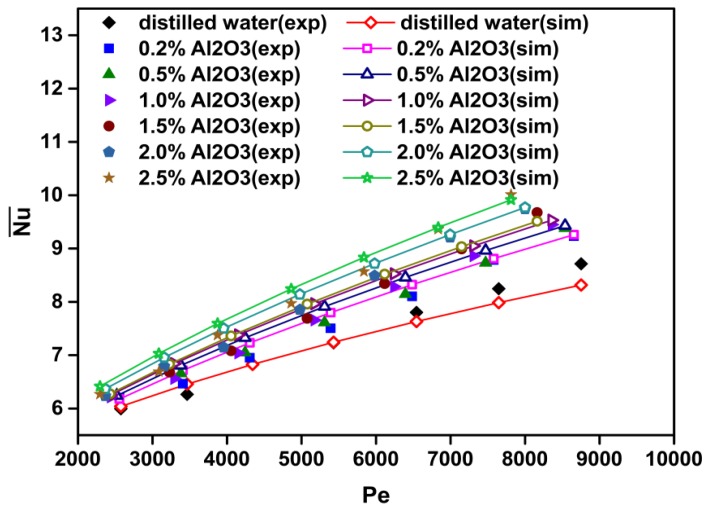 distilled water(exp) distilled water(sim)
0.2% Al2O3(exp) 0.2% Al2O3(sim)
0.5% Al2O3(exp) 0.5% Al2O3(sim)
1.0% Al2O3(exp) 1.0% Al2O3(sim)
1.5% Al2O3(exp) 1.5% Al2O3(sim)
2.0% Al2O3(exp) 2.0% Al2O3(sim)
2.5% Al2O3(exp) 2.5% Al2O3(sim)
13
12
11
10
9
8
7
6
N̅u̅
2000 3000 4000 5000 6000 7000 8000 9000 10000
Pe